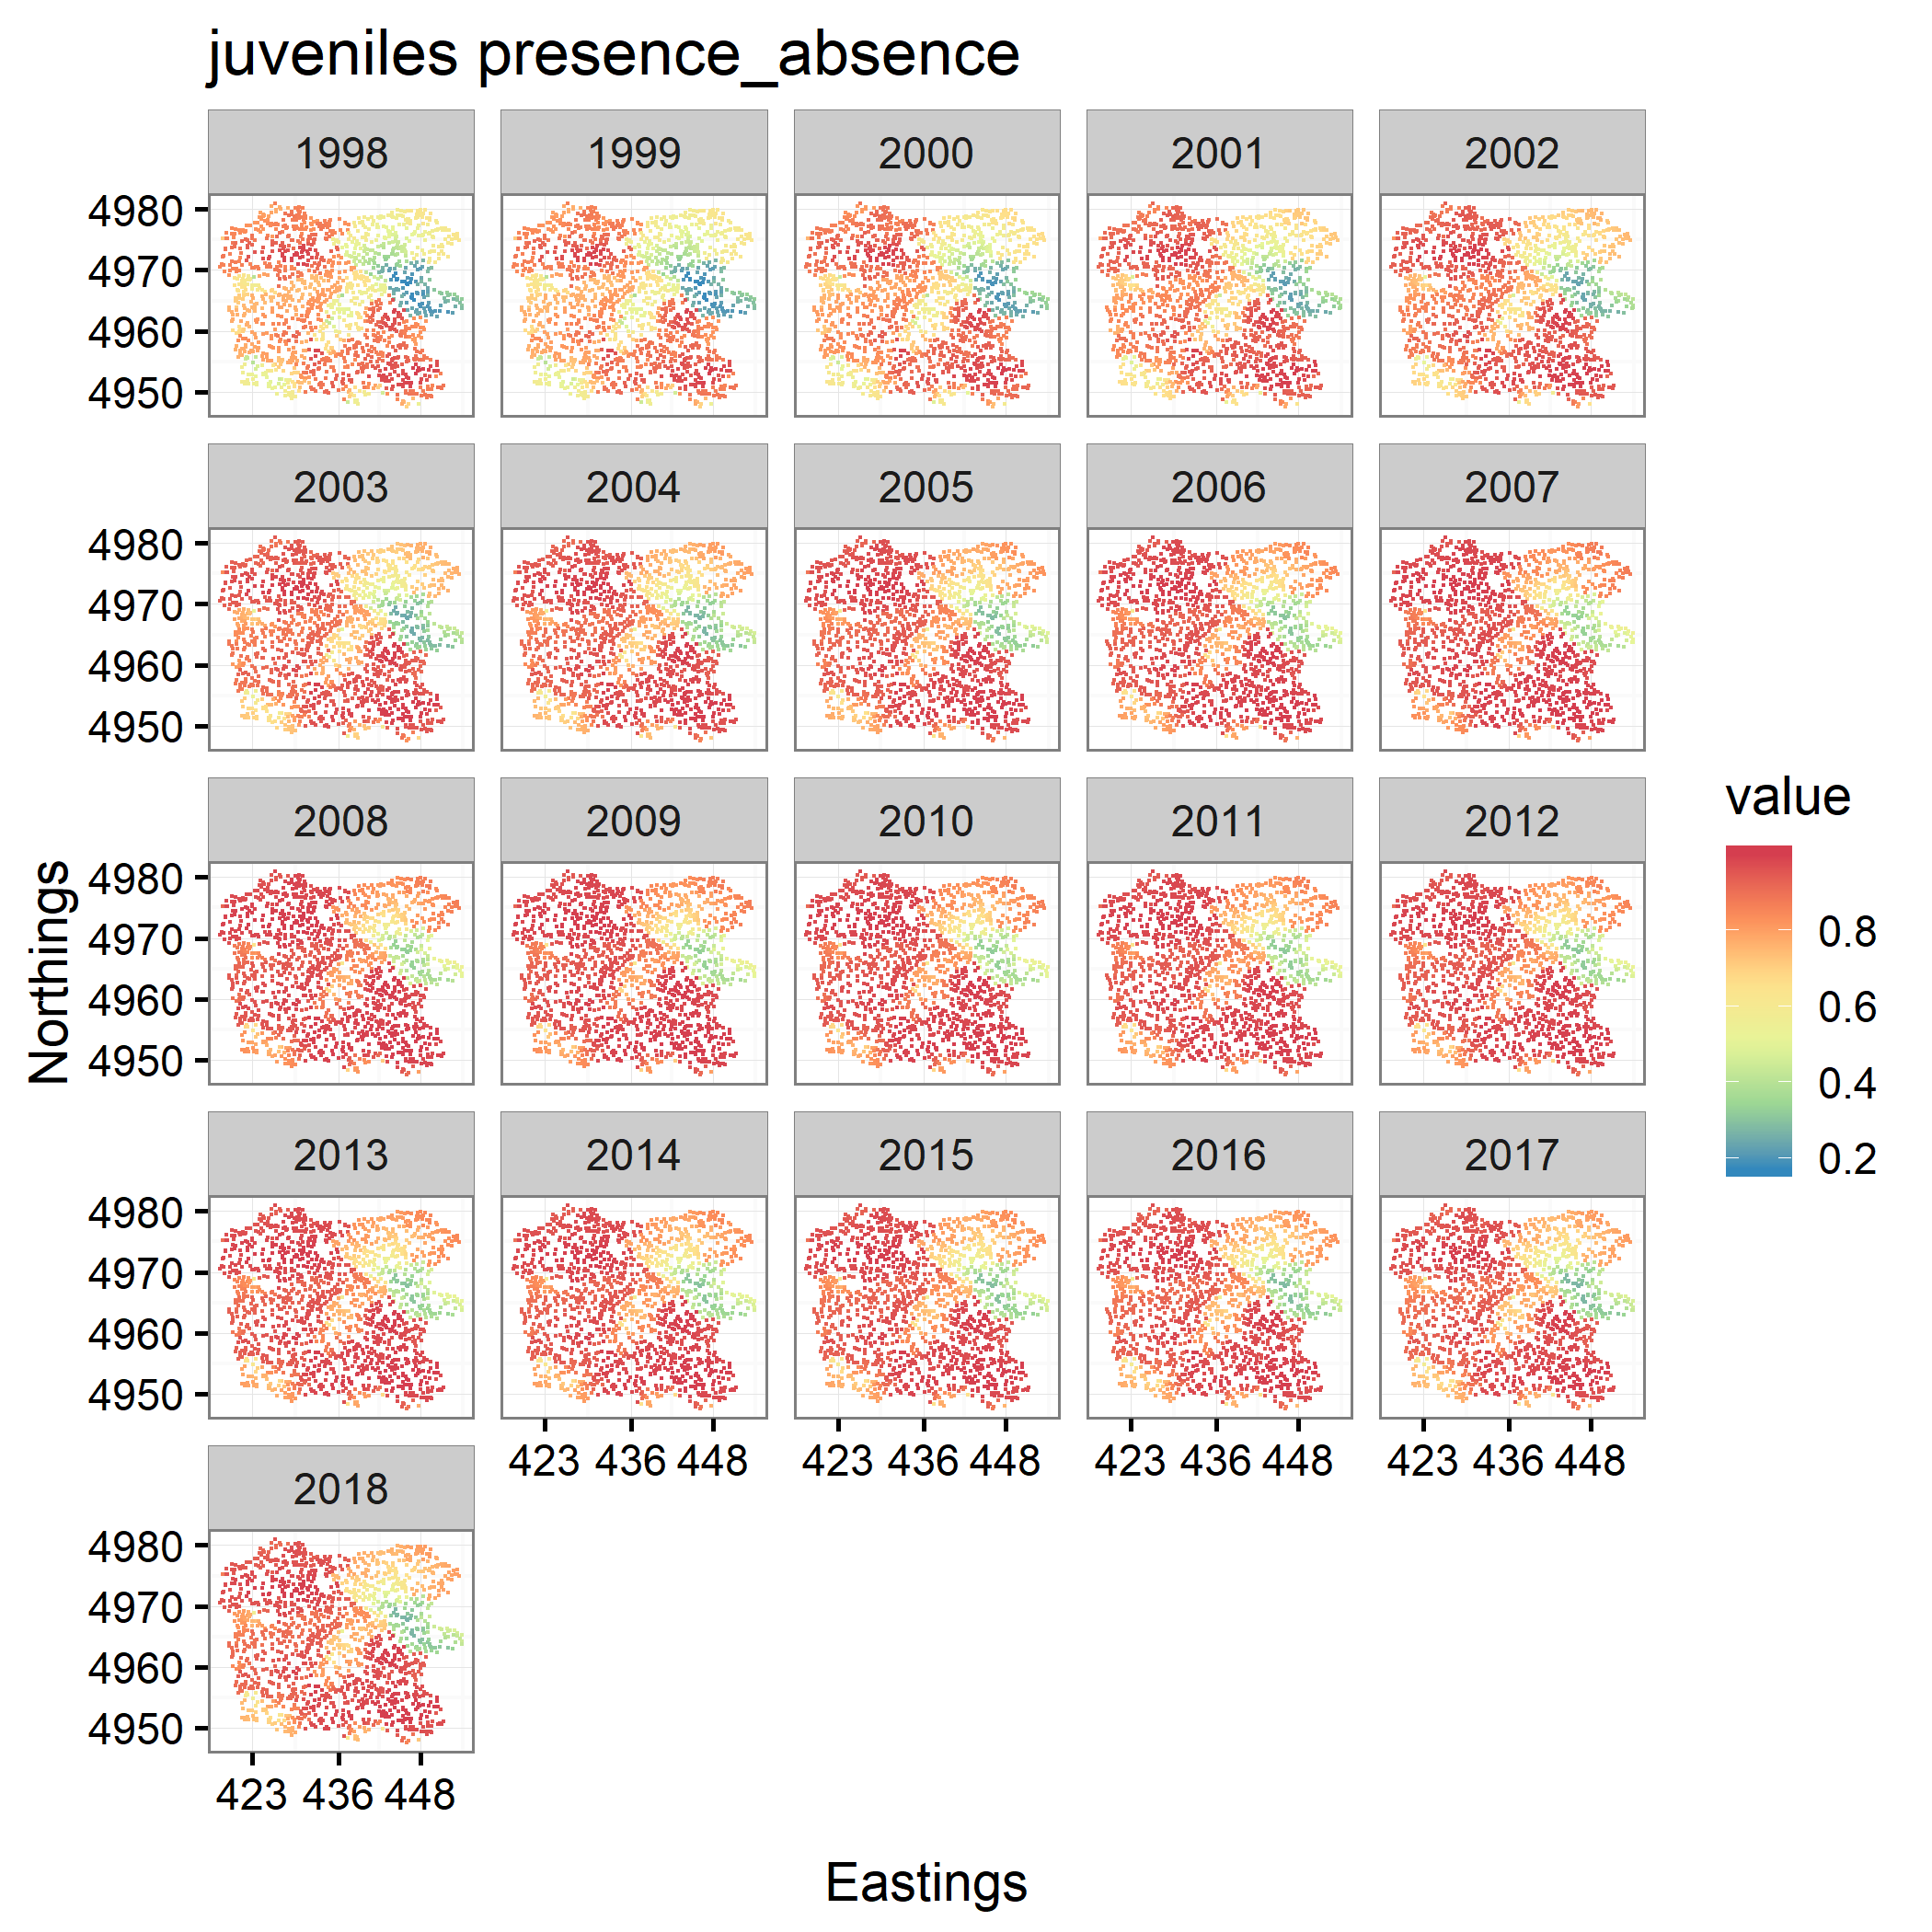 juveniles presence_absence
1998 1999 2000 2001 2002
4980
4970
4960
4950
2003 2004 2005 2006 2007
4980
4970
4960
4950
2008 2009 2010 2011 2012
4980
4970
4960
4950
2013 2014 2015 2016 2017
4980
4970
4960
4950
423 436 448 423 436 448 423 436 448 423 436 448
2018
4980
4970
4960
4950
423 436 448
Eastings
Northings
value
0.8
0.6
0.4
0.2